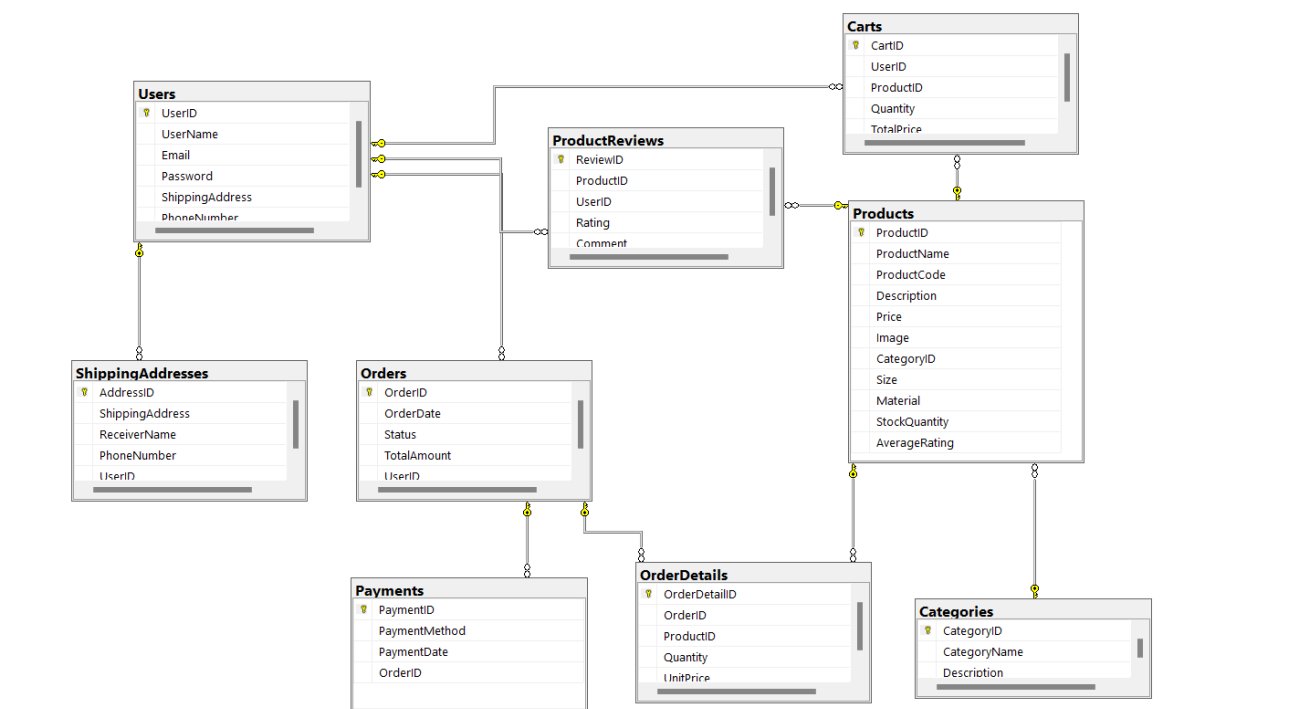 Carts
CartID
UserID
ProductID
Quantity
TotalPrice
Users
UserID
UserName
Email
Password
ShippingAddress
PhoneNumber
ProductReviews
ReviewID
ProductID
UserID
Rating
Comment
Products
ProductID
ProductName
ProductCode
Description
Price
Image
CategoryID
Size
Material
StockQuantity
AverageRating
ShippingAddresses
AddressID
ShippingAddress
ReceiverName
PhoneNumber
UserID
Orders
OrderID
OrderDate
Status
TotalAmount
UserID
Payments
PaymentID
PaymentMethod
PaymentDate
OrderID
OrderDetails
OrderDetailID
OrderID
ProductID
Quantity
UnitPrice
Categories
CategoryID
CategoryName
Description